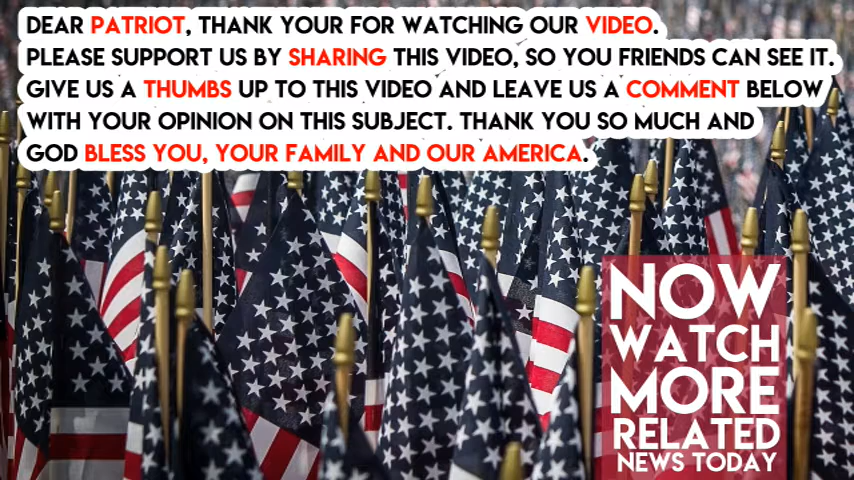 DEAR PATRIOT, THANK YOUR FOR WATCHING OUR VIDEO.
PLEASE SUPPORT US BY SHARING THIS VIDEO, SO YOU FRIENDS CAN SEE IT.
GIVE US A THUMBS UP TO THIS VIDEO AND LEAVE US A COMMENT BELOW
WITH YOUR OPINION ON THIS SUBJECT. THANK YOU SO MUCH AND
GOD BLESS YOU, YOUR FAMILY AND OUR AMERICA.
NOW
WATCH
MORE
RELATED
NEWS TODAY